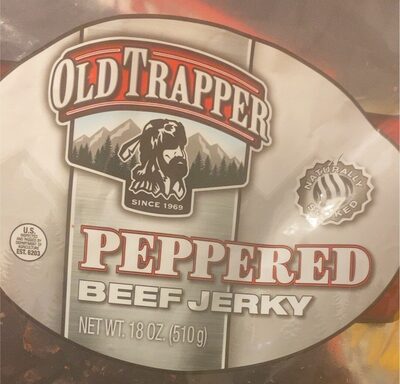 OLD TRAPPER
SINCE 1969
NATURALLY
SMOKED
U.S.
INSPECTED
AND PASSED BY
DEPARTMENT OF
AGRICULTURE
EST. 6203
PEPPERED
BEEF JERKY
NET WT. 18 OZ. (510 g)